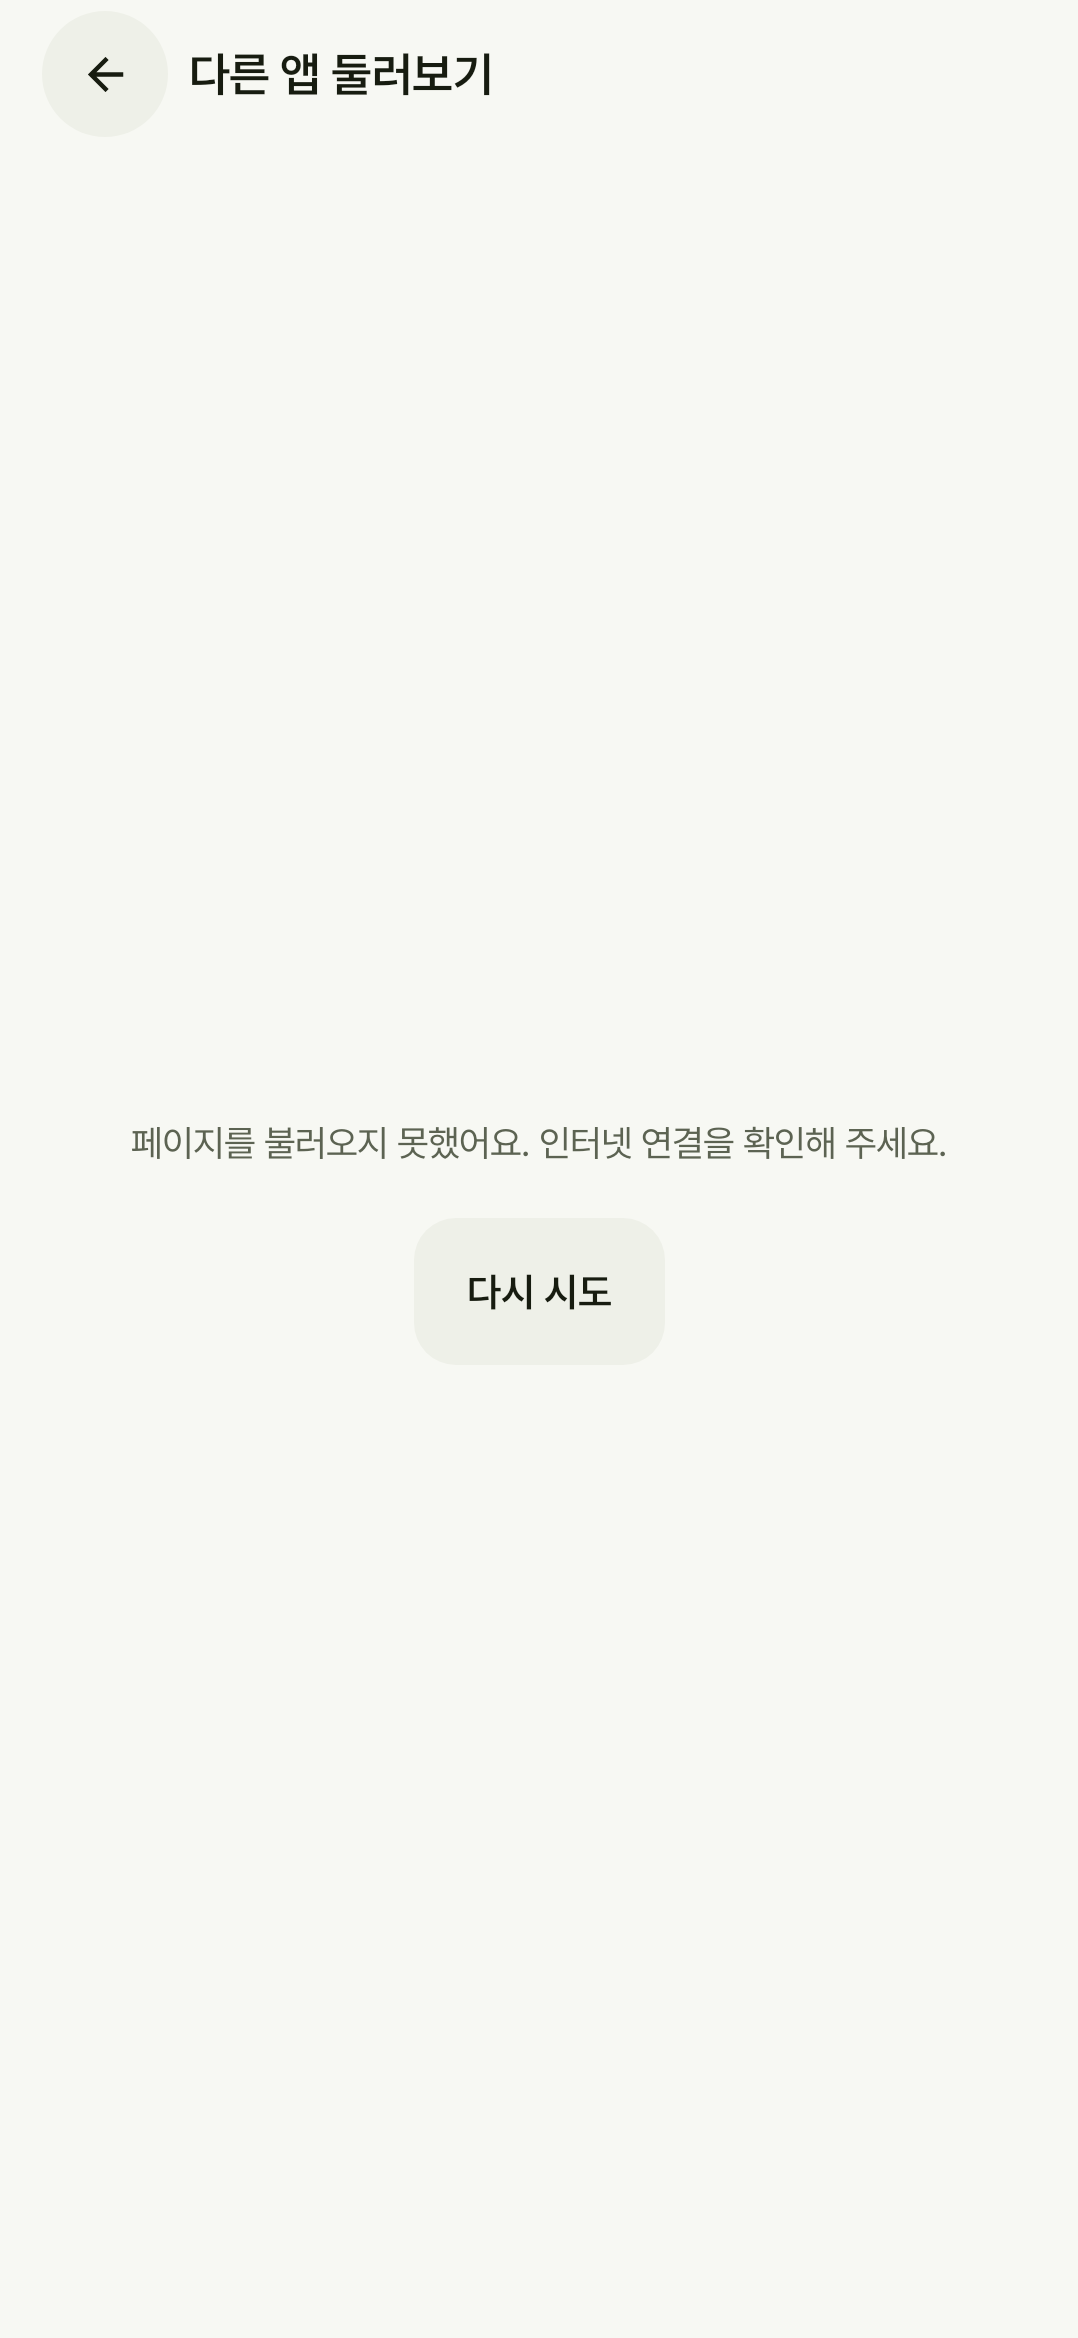 다른 앱 둘러보기
페이지를 불러오지 못했어요. 인터넷 연결을 확인해 주세요.
다시 시도